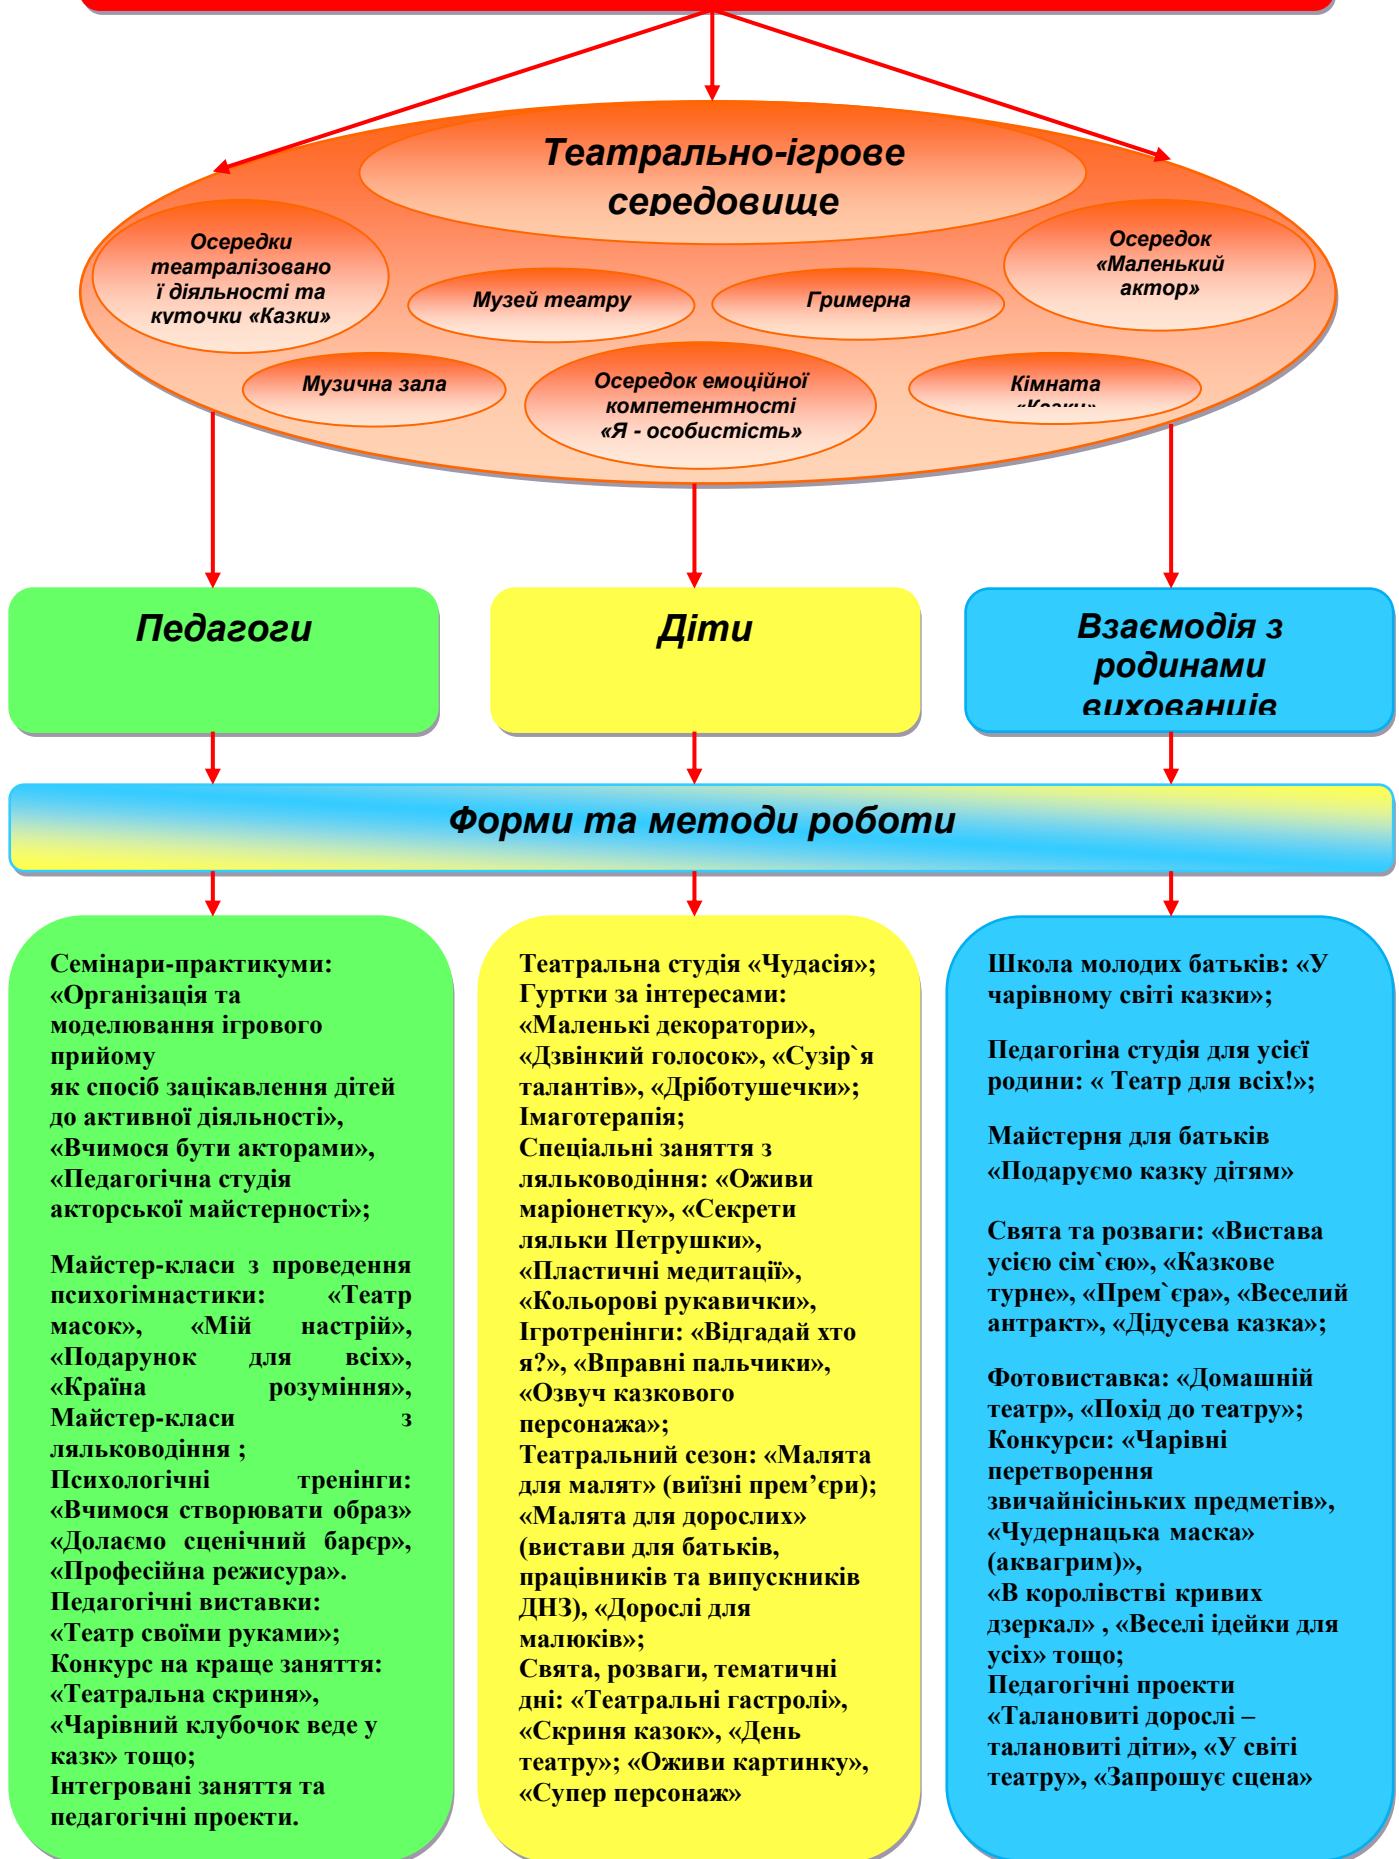 Театрально-ігрове
середовище
Осередки
театралізовано
ї діяльності та
куточки «Казки»
Музей театру
Гримерна
Осередок
«Маленький
актор»
Музична зала
Осередок емоційної
компетентності
«Я - особистість»
Кімната
«Казки»
Педагоги
Діти
Взаємодія з
родинами
вихованців
Форми та методи роботи
Семінари-практикуми:
«Організація та
моделювання ігрового
прийому
як спосіб зацікавлення дітей
до активної діяльності»,
«Вчимося бути акторами»,
«Педагогічна студія
акторської майстерності»;
Майстер-класи з проведення
психогімнастики: «Театр
масок», «Мій настрій»,
«Подарунок для всіх»,
«Країна розуміння»,
Майстер-класи з
ляльководіння ;
Психологічні тренінги:
«Вчимося створювати образ»
«Долаємо сценічний барєр»,
«Професійна режисура».
Педагогічні виставки:
«Театр своїми руками»;
Конкурс на краще заняття:
«Театральна скриня»,
«Чарівний клубочок веде у
казк» тощо;
Інтегровані заняття та
педагогічні проекти.
Театральна студія «Чудасія»;
Гуртки за інтересами:
«Маленькі декоратори»,
«Дзвінкий голосок», «Сузір`я
талантів», «Дріботушечки»;
Імаготерапія;
Спеціальні заняття з
ляльководіння: «Оживи
маріонетку», «Секрети
ляльки Петрушки»,
«Пластичні медитації»,
«Кольорові рукавички»,
Ігротренінги: «Відгадай хто
я?», «Вправні пальчики»,
«Озвуч казкового
персонажа»;
Театральний сезон: «Малята
для малят» (виїзні прем’єри);
«Малята для дорослих»
(вистави для батьків,
працівників та випускників
ДНЗ), «Дорослі для
малюків»;
Свята, розваги, тематичні
дні: «Театральні гастролі»,
«Скриня казок», «День
театру»; «Оживи картинку»,
«Супер персонаж»
Школа молодих батьків: «У
чарівному світі казки»;
Педагогіна студія для усієї
родини: « Театр для всіх!»;
Майстерня для батьків
«Подаруємо казку дітям»
Свята та розваги: «Вистава
усією сім`єю», «Казкове
турне», «Прем`єра», «Веселий
антракт», «Дідусева казка»;
Фотовиставка: «Домашній
театр», «Похід до театру»;
Конкурси: «Чарівні
перетворення
звичайнісіньких предметів»,
«Чудернацька маска»
(аквагрим)»,
«В королівстві кривих
дзеркал» , «Веселі ідейки для
усіх» тощо;
Педагогічні проекти
«Талановиті дорослі –
талановиті діти», «У світі
театру», «Запрошує сцена»